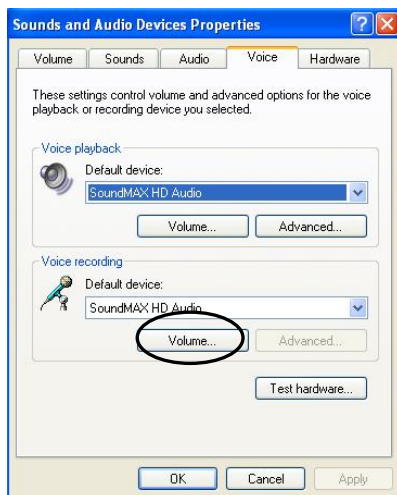 Sounds and Audio Devices Properties
Volume Sounds Audio Voice Hardware
These settings control volume and advanced options for the voice
playback or recording device you selected.
Voice playback
Default device:
SoundMAX HD Audio
Volume... Advanced...
Voice recording
Default device:
SoundMAX HD Audio
Volume... Advanced...
Test hardware...
OK Cancel Apply